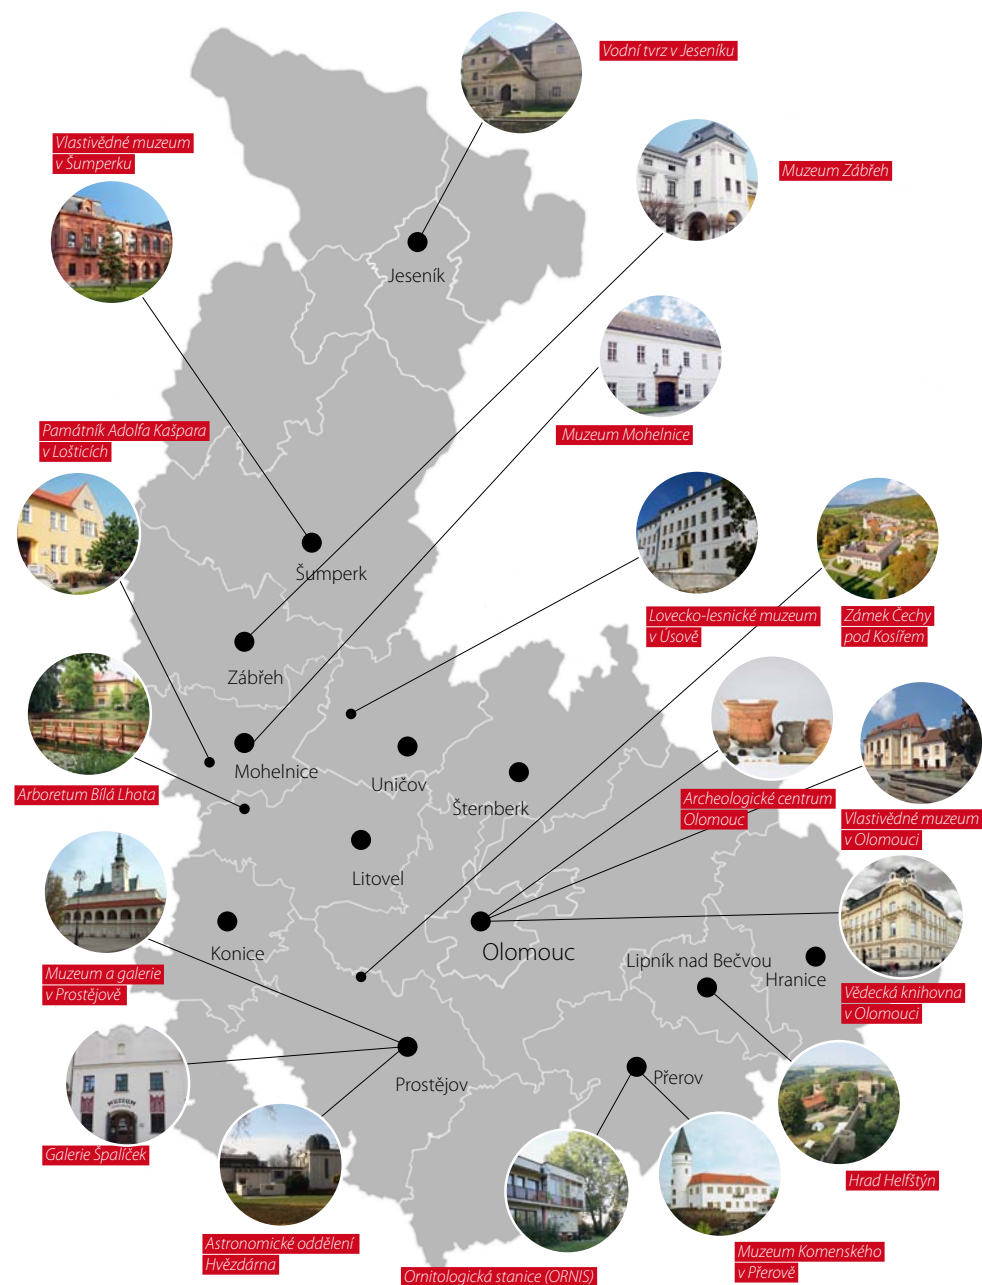 Vodní tvrz v Jeseníku
Vlastivědné muzeum
v Šumperku
Muzeum Zábřeh
Jeseník
Muzeum Mohelnice
Památník Adolfa Kašpara
v Lošticích
Šumperk
Lovecko-lesnické muzeum
v Úsově
Zámek Čechy
pod Kosířem
Zábřeh
Mohelnice
Uničov
Šternberk
Arboretum Bílá Lhota
Archeologické centrum
Olomouc
Vlastivědné muzeum
v Olomouci
Litovel
Konice
Olomouc
Lipník nad Bečvou
Hranice
Muzeum a galerie
v Prostějově
Vědecká knihovna
v Olomouci
Prostějov
Přerov
MUZEUM
Galerie Špalíček
Hrad Helfštýn
Astronomické oddělení
Hvězdárna
Muzeum Komenského
v Přerově
Ornitologická stanice (ORNIS)